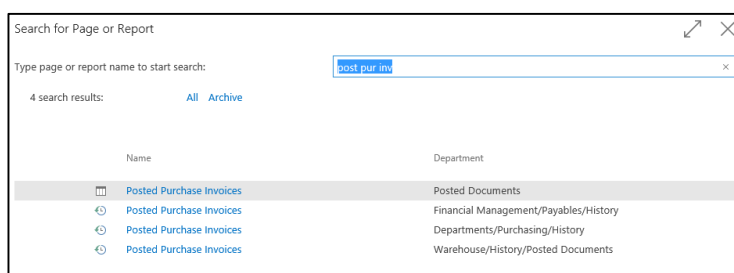 Search for Page or Report
Type page or report name to start search: post pur inv
4 search results: All Archive
Name Department
Posted Purchase Invoices Posted Documents
Posted Purchase Invoices Financial Management/Payables/History
Posted Purchase Invoices Departments/Purchasing/History
Posted Purchase Invoices Warehouse/History/Posted Documents